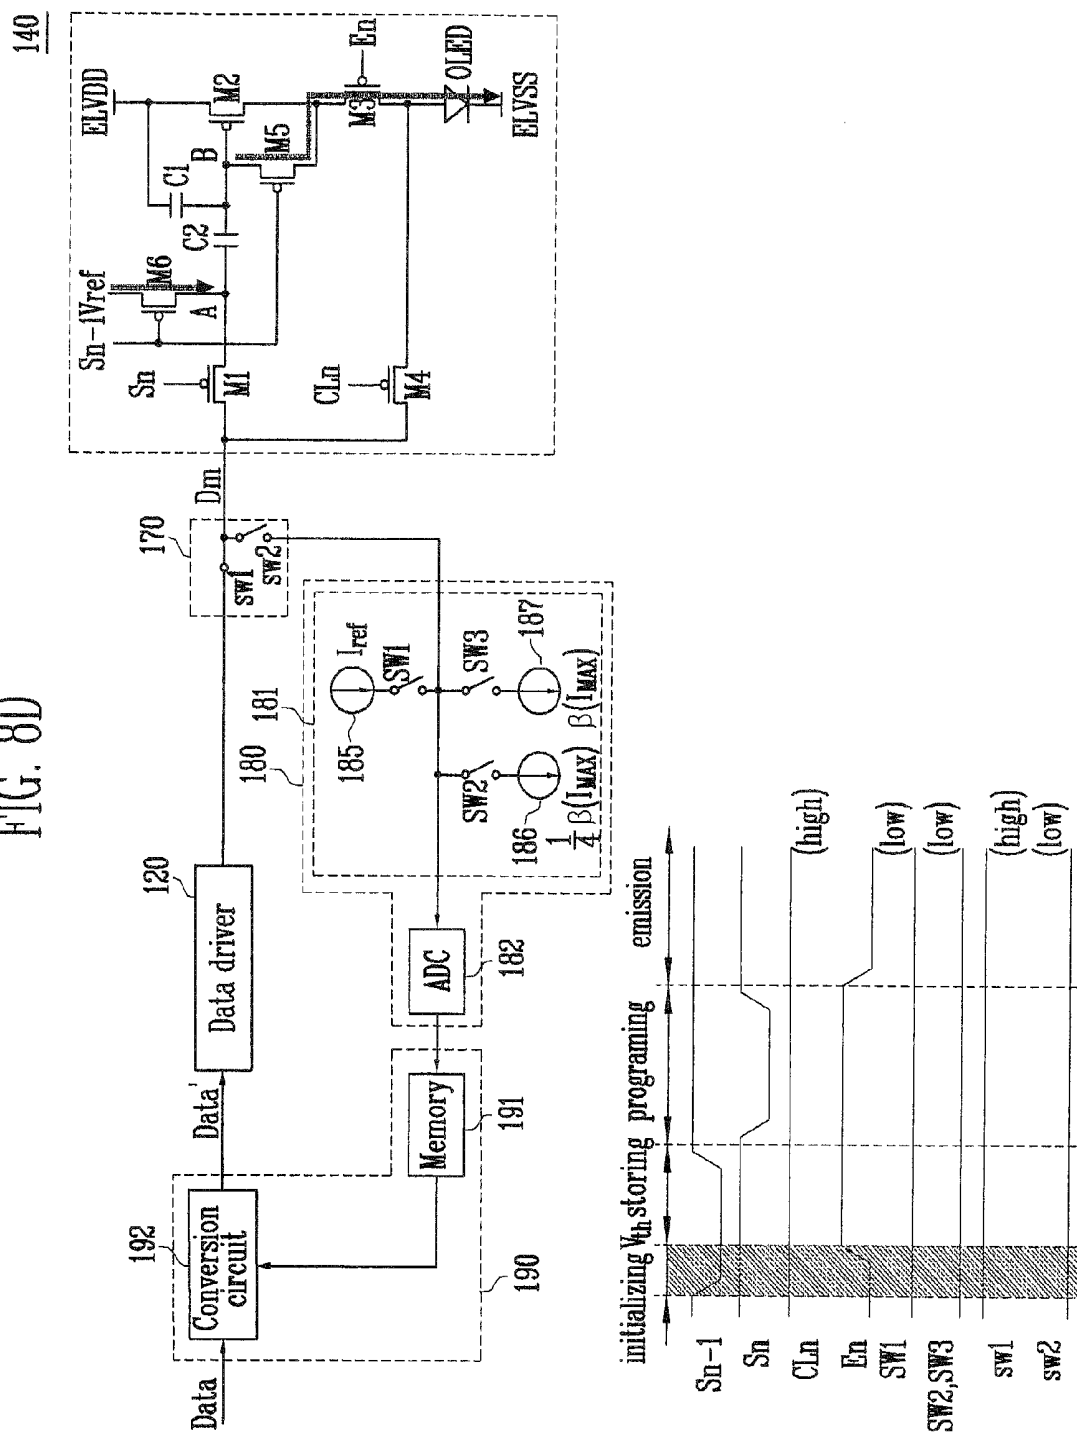 FIG. 8D
140
Data
192
Conversion
circuit
Data'
120
Data driver
Memory
191
190
ADC
182
180
181
170
sw1
sw2
Dm
185
Iref
SW1
SW2
SW3
186
187
1/4 β(IMAX)
β(IMAX)
Sn-1
Vref
Sn
M1
A
M6
C2
C1
B
ELVDD
M2
M5
CLn
M4
M3
En
OLED
ELVSS
initializing
Vth storing
programing
emission
Sn-1
Sn
CLn
(high)
En
SW1
(low)
SW2,SW3
(low)
sw1
(high)
sw2
(low)